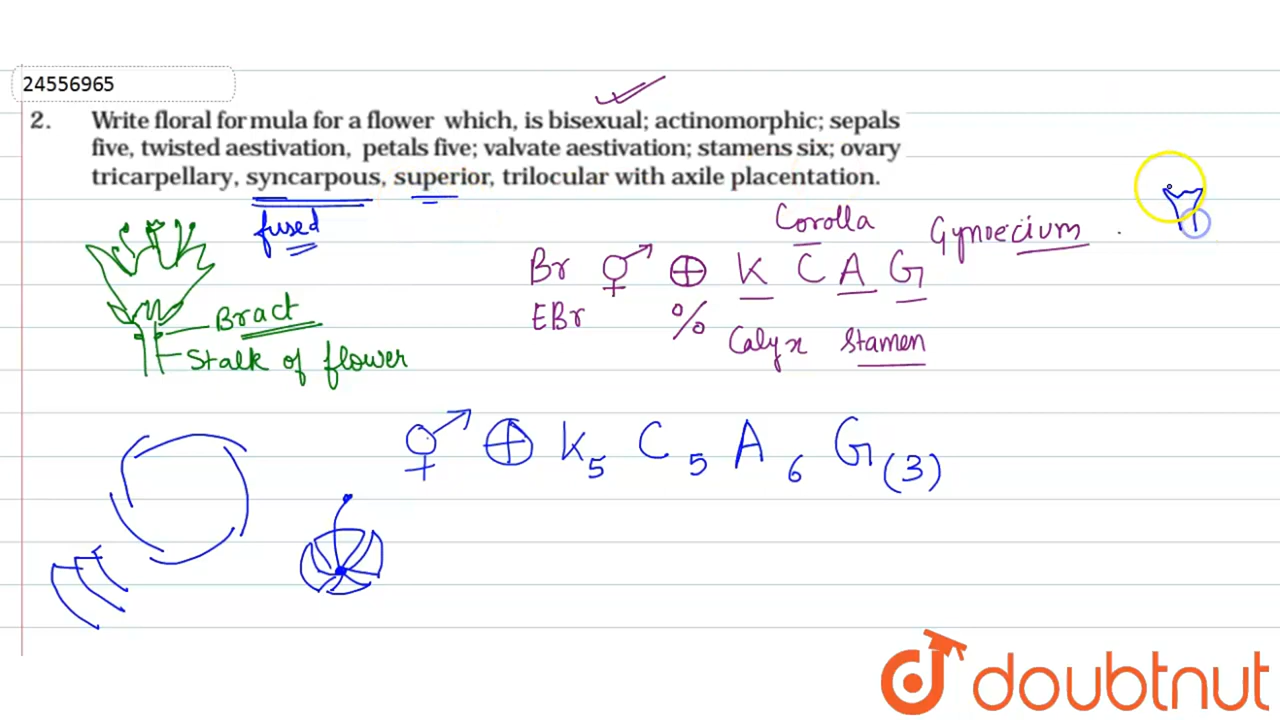 24556965
2. Write floral formula for a flower which, is bisexual; actinomorphic; sepals
five, twisted aestivation, petals five; valvate aestivation; stamens six; ovary
tricarpellary, syncarpous, superior, trilocular with axile placentation.
fused
Corolla
Gynoecium
Br ⚥ ⊕ K C A G
EBr %
Calyx Stamen
Bract
Stalk of flower
⚥ ⊕ K5 C5 A6 G(3)
doubtnut